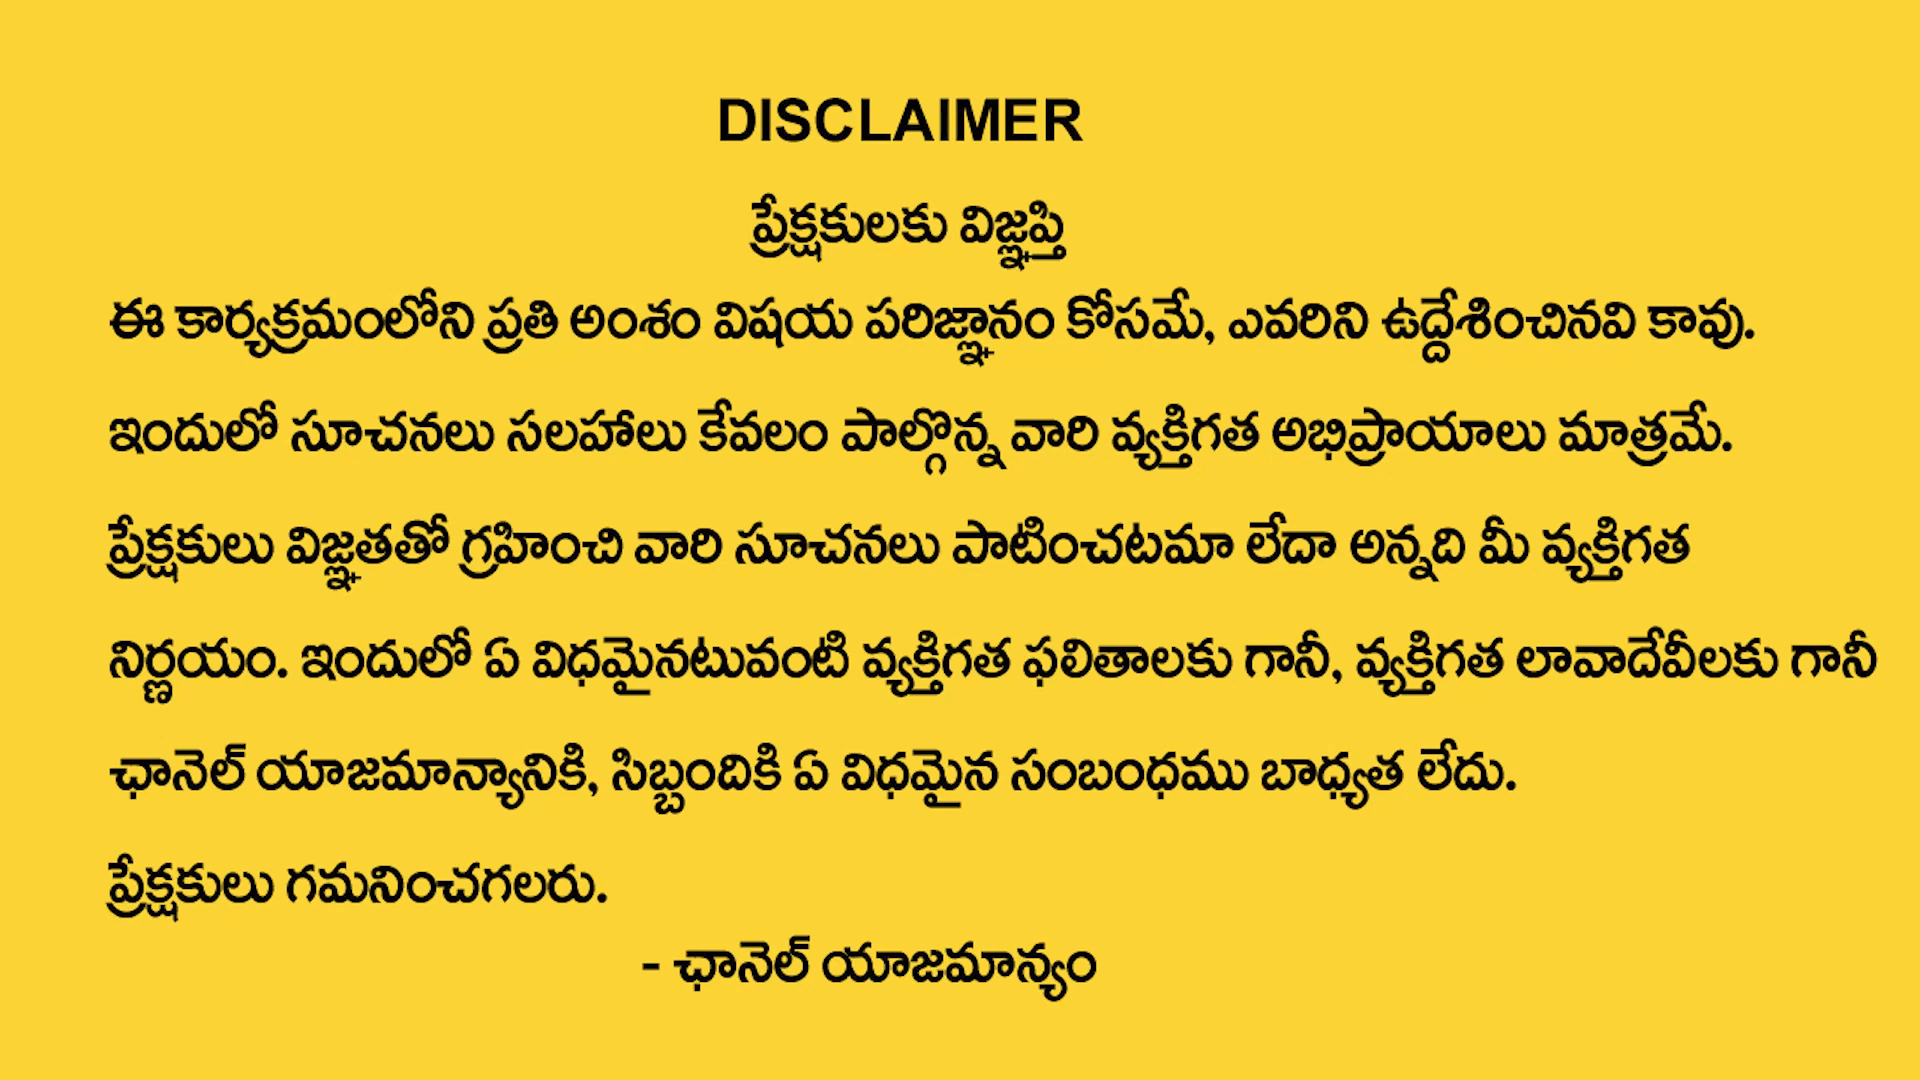 DISCLAIMER
ప్రేక్షకులకు విజ్ఞప్తి
ఈ కార్యక్రమంలోని ప్రతి అంశం విషయ పరిజ్ఞానం కోసమే, ఎవరిని ఉద్దేశించినవి కావు.
ఇందులో సూచనలు సలహాలు కేవలం పాల్గొన్న వారి వ్యక్తిగత అభిప్రాయాలు మాత్రమే.
ప్రేక్షకులు విజ్ఞతతో గ్రహించి వారి సూచనలు పాటించటమా లేదా అన్నది మీ వ్యక్తిగత
నిర్ణయం. ఇందులో ఏ విధమైనటువంటి వ్యక్తిగత ఫలితాలకు గానీ, వ్యక్తిగత లావాదేవీలకు గానీ
ఛానెల్ యాజమాన్యానికి, సిబ్బందికి ఏ విధమైన సంబంధము బాధ్యత లేదు.
ప్రేక్షకులు గమనించగలరు.
- ఛానెల్ యాజమాన్యం